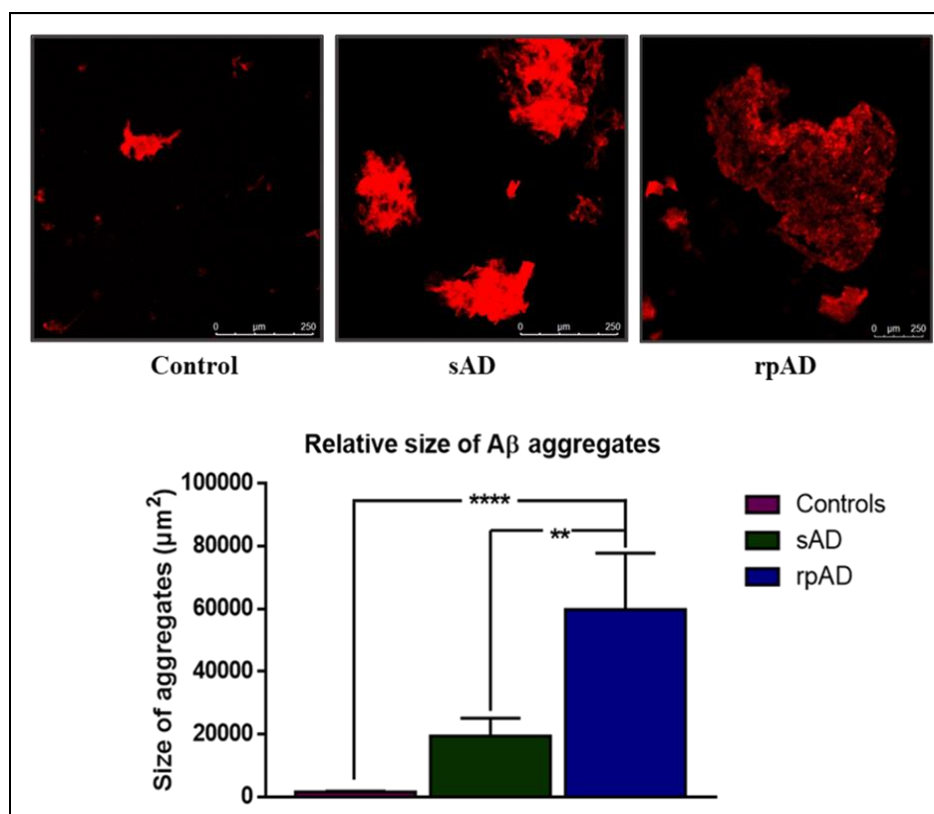 0 µm 250
0 µm 250
0 µm 250
Control
sAD
rpAD
Relative size of Aβ aggregates
Size of aggregates (µm²)
100000
80000
60000
40000
20000
0
****
**
Controls
sAD
rpAD